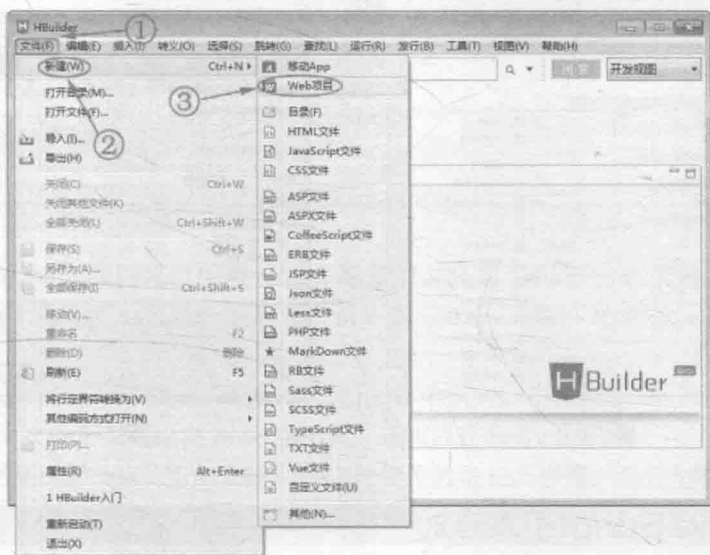 HBuilder
文件(F) 编辑(E) 插入(I) 转义(O) 选择(S) 跳转(G) 查找(L) 运行(R) 发行(B) 工具(T) 视图(V) 帮助(H)
①
新建(W) Ctrl+N
打开目录(M)...
打开文件(F)...
②
导入(I)...
导出(H)
关闭(C) Ctrl+W
关闭其他文件(K)
全部关闭(L) Ctrl+Shift+W
保存(S) Ctrl+S
另存为(A)...
全部保存(I) Ctrl+Shift+S
移动(V)...
重命名 F2
删除(D) 删除
刷新(E) F5
将行定界符转换为(V)
其他编码方式打开(N)
打印(P)...
属性(R) Alt+Enter
1 HBuilder入门
重新启动(T)
退出(X)
移动App
③
Web项目
目录(F)
HTML文件
JavaScript文件
CSS文件
ASP文件
ASPX文件
CoffeeScript文件
ERB文件
JSP文件
Json文件
Less文件
PHP文件
MarkDown文件
RB文件
Sass文件
SCSS文件
TypeScript文件
TXT文件
Vue文件
自定义文件(U)
其他(N)...
开发视图
HBuilder